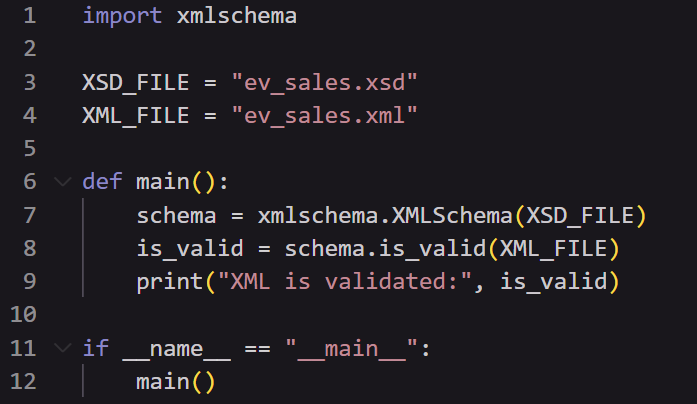 1 import xmlschema
2
3 XSD_FILE = "ev_sales.xsd"
4 XML_FILE = "ev_sales.xml"
5
6 def main():
7     schema = xmlschema.XMLSchema(XSD_FILE)
8     is_valid = schema.is_valid(XML_FILE)
9     print("XML is validated:", is_valid)
10
11 if __name__ == "__main__":
12     main()